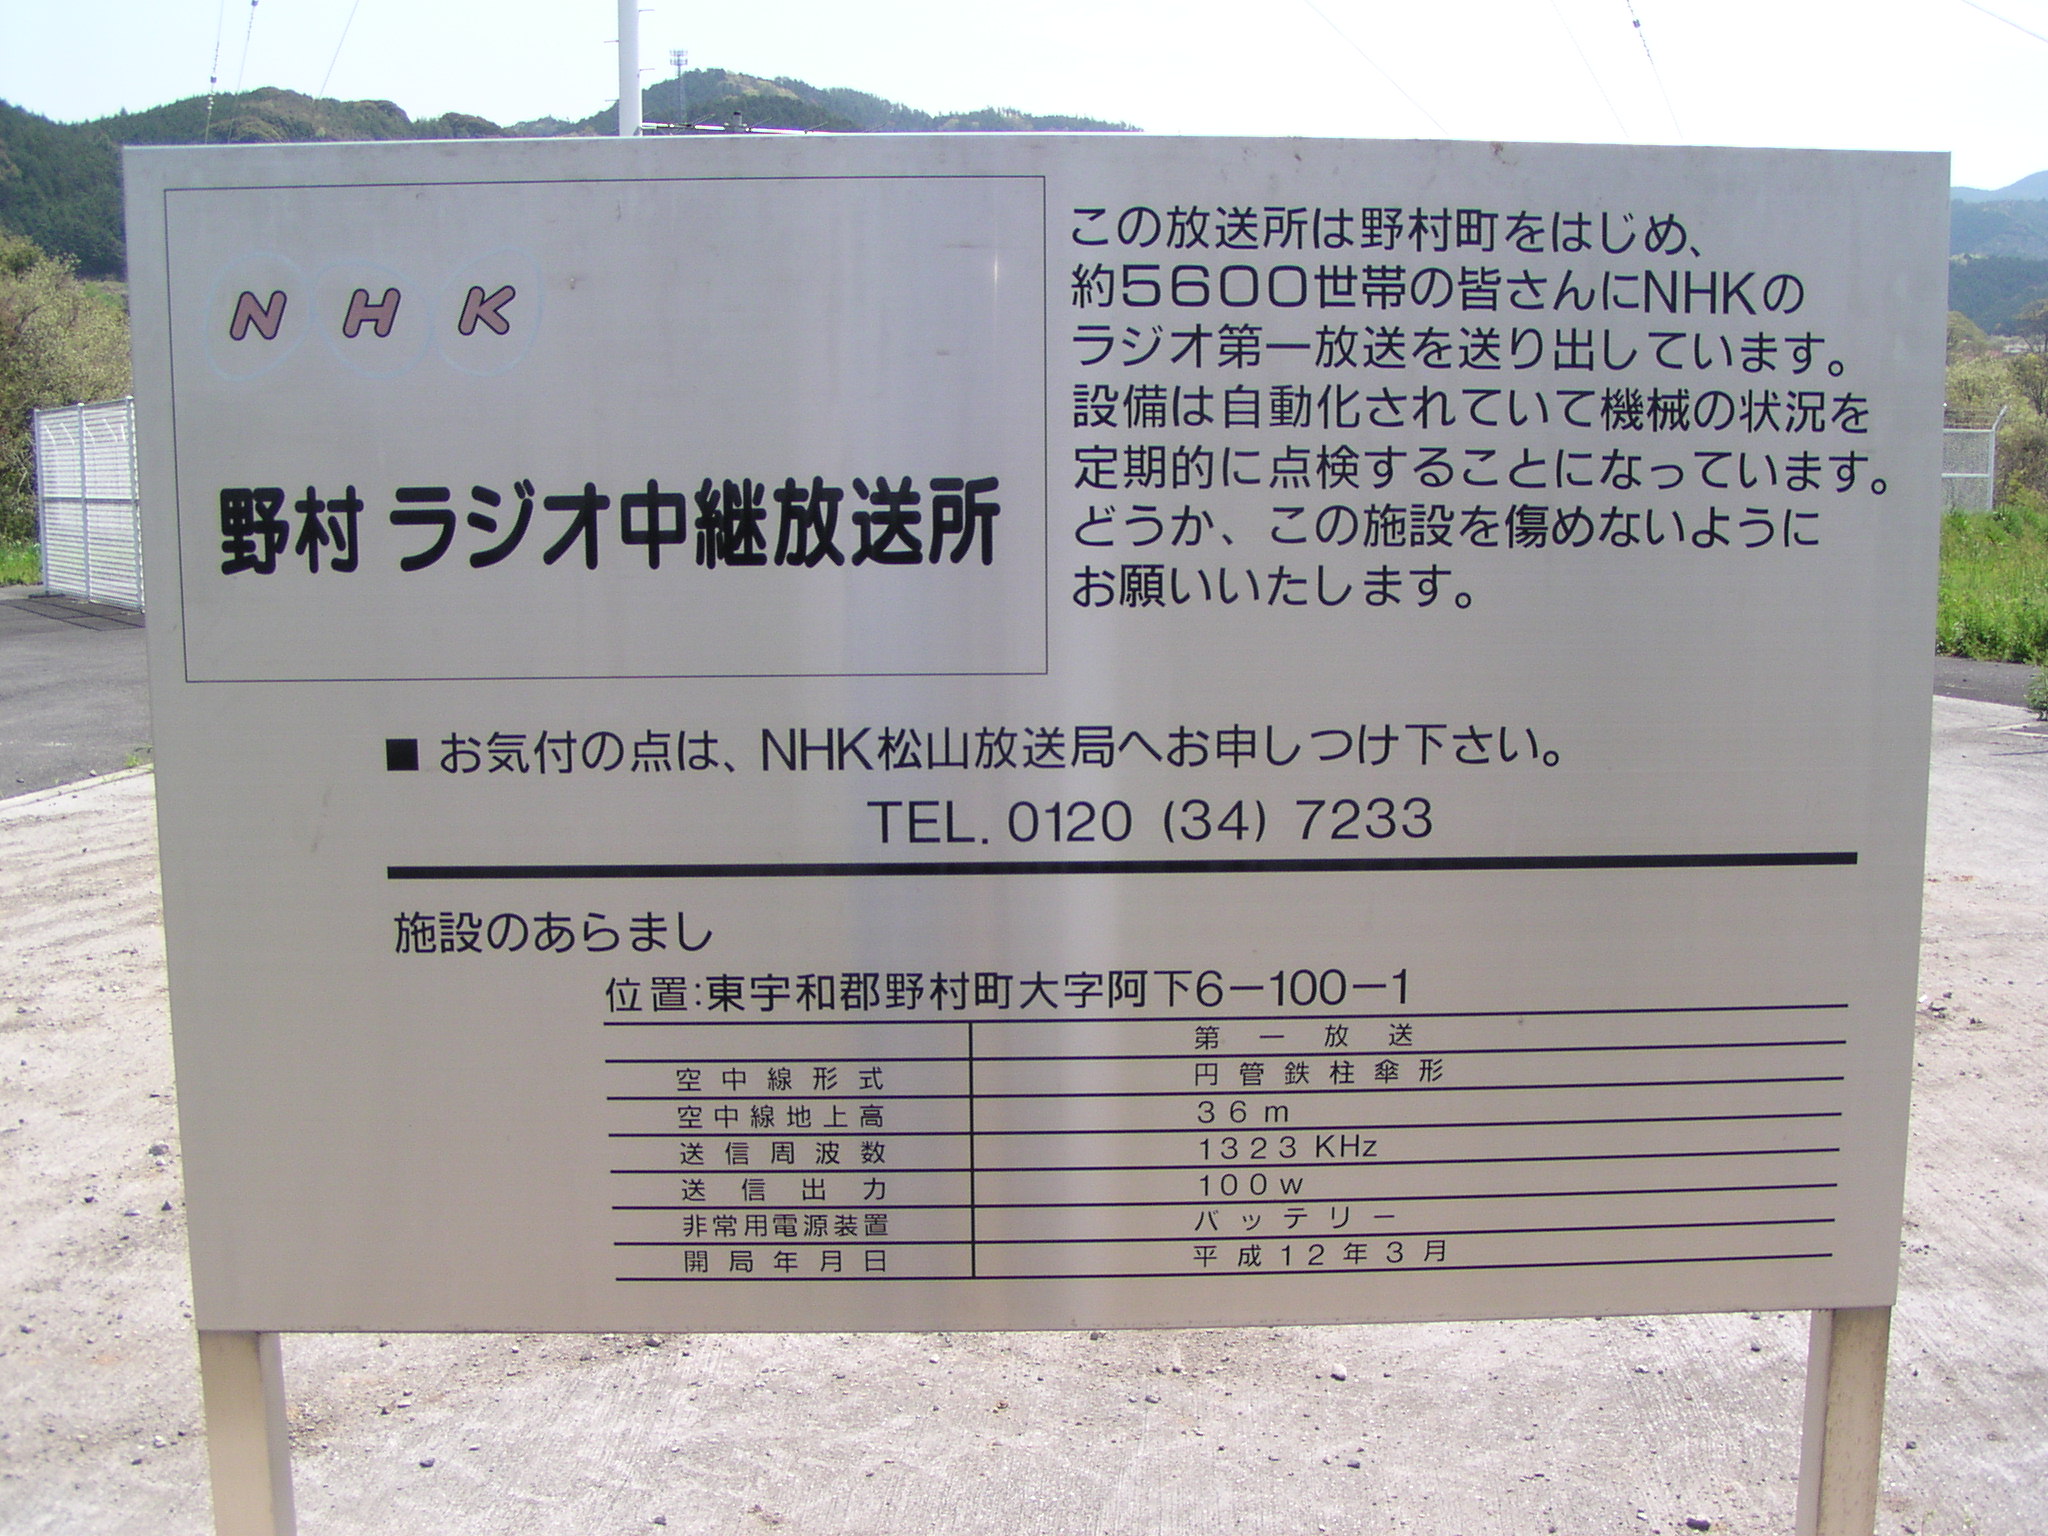 NHK
野村 ラジオ中継放送所
この放送所は野村町をはじめ、
約5600世帯の皆さんにNHKの
ラジオ第一放送を送り出しています。
設備は自動化されていて機械の状況を
定期的に点検することになっています。
どうか、この施設を傷めないように
お願いいたします。
■ お気付の点は、NHK松山放送局へお申しつけ下さい。
TEL. 0120 (34) 7233
施設のあらまし
位置:東宇和郡野村町大字阿下6-100-1
第一放送
空中線形式 円管鉄柱傘形
空中線地上高 36m
送信周波数 1323 KHz
送信出力 100w
非常用電源装置 バッテリー
開局年月日 平成12年3月